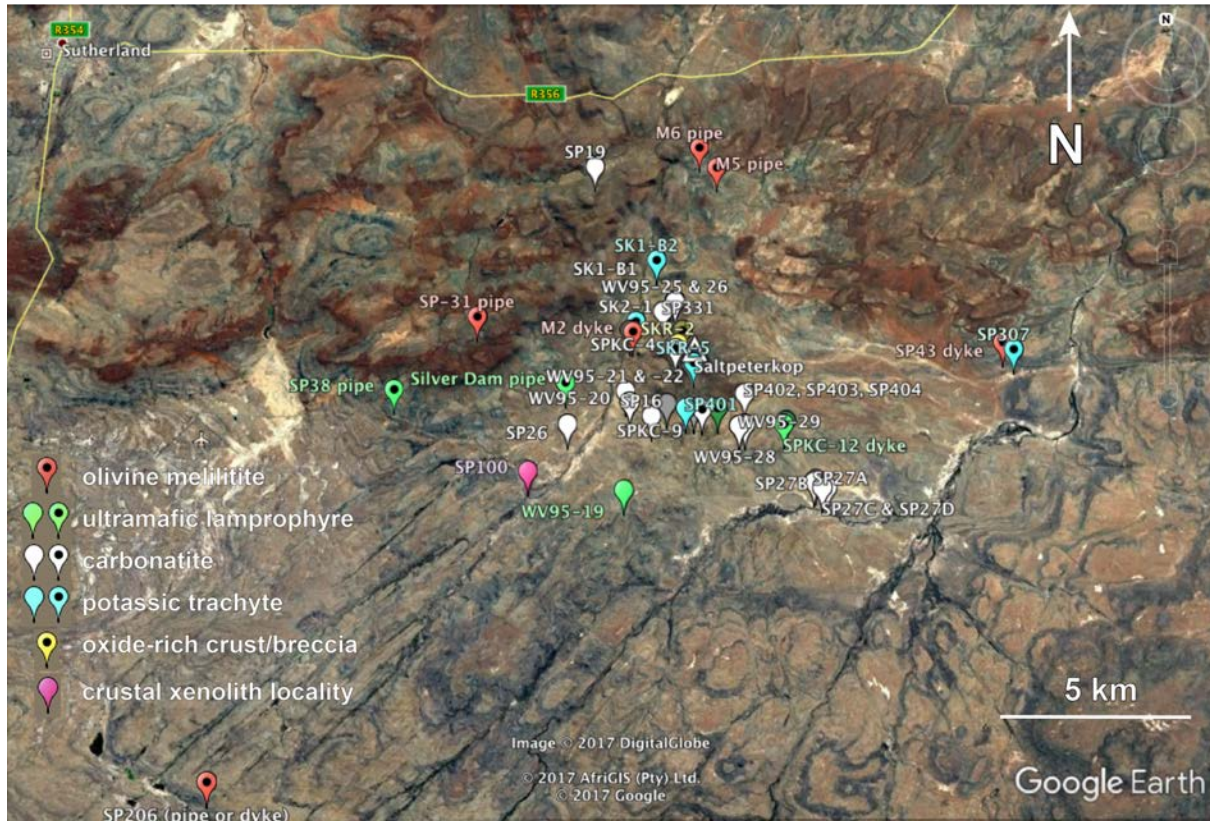 R354
Sutherland
R356
N
N
M6 pipe
SP19
M5 pipe
SK1-B2
SK1-B1
WV95-25 & 26
SP-31 pipe
SK2-1
SP331
M2 dyke
SKR-2
SP307
SPKC-4
SKR-5
SP43 dyke
Saltpeterkop
WV95-21 & -22
SP38 pipe
Silver Dam pipe
SP402, SP403, SP404
WV95-20
SP16
SP401
SP26
SPKC-9
WV95-29
SPKC-12 dyke
WV95-28
SP100
SP27B
SP27A
WV95-19
SP27C & SP27D
olivine melilitite
ultramafic lamprophyre
carbonatite
potassic trachyte
oxide-rich crust/breccia
crustal xenolith locality
5 km
Image © 2017 DigitalGlobe
© 2017 AfriGIS (Pty) Ltd.
© 2017 Google
Google Earth
SP206 (pipe or dyke)